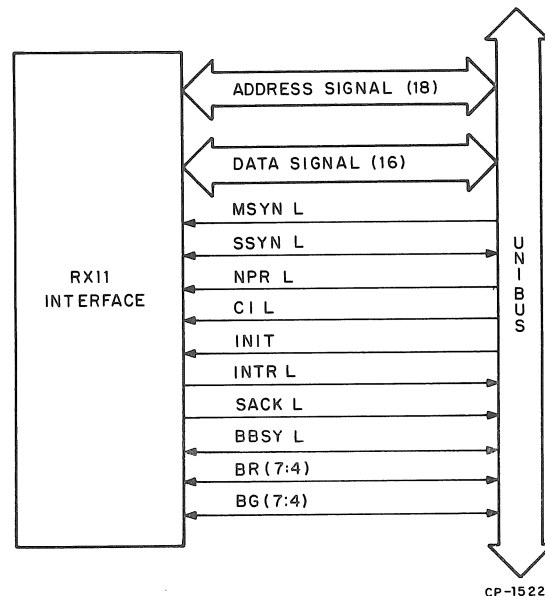 ADDRESS SIGNAL (18)
DATA SIGNAL (16)
MSYN L
SSYN L
NPR L
CI L
INIT
INTR L
SACK L
BBSY L
BR (7:4)
BG (7:4)
RX11
INTERFACE
UNIBUS
CP-1522